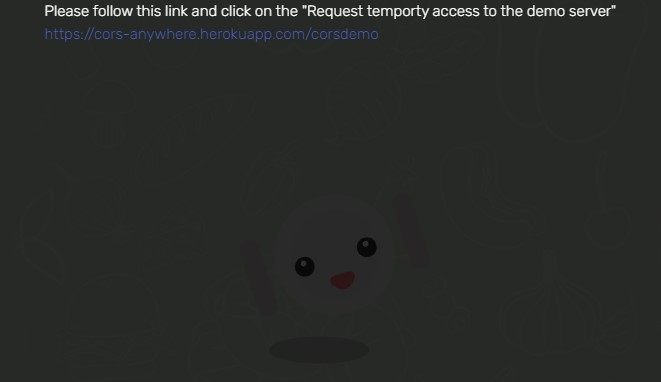 Please follow this link and click on the "Request temporty access to the demo server"
https://cors-anywhere.herokuapp.com/corsdemo